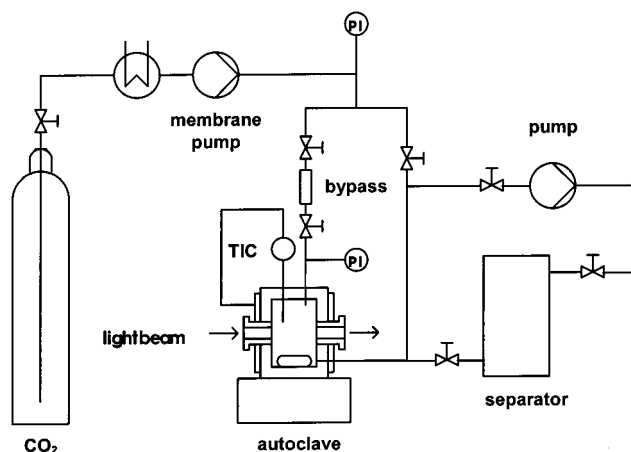 PI
membrane
pump
pump
bypass
TIC
PI
lightbeam
separator
autoclave
CO₂